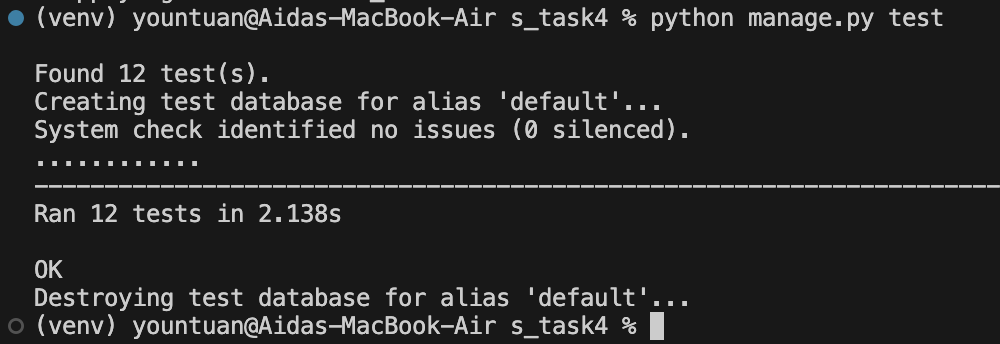 (venv) yountuan@Aidas-MacBook-Air s_task4 % python manage.py test
Found 12 test(s).
Creating test database for alias 'default'...
System check identified no issues (0 silenced).
............
----------------------------------------------------------------------
Ran 12 tests in 2.138s
OK
Destroying test database for alias 'default'...
(venv) yountuan@Aidas-MacBook-Air s_task4 %